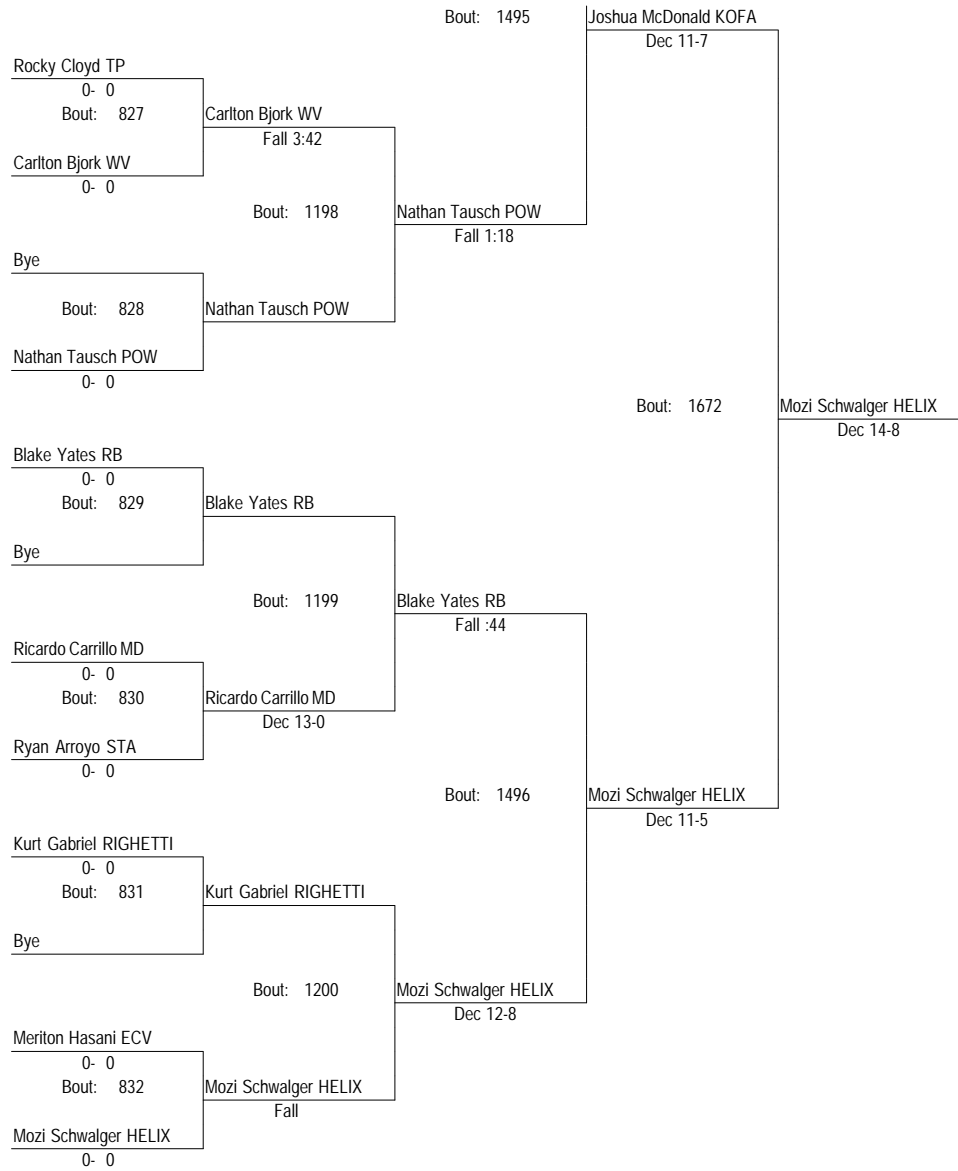 Bout: 1495 Joshua McDonald KOFA
Dec 11-7
Rocky Cloyd TP
0- 0
Bout: 827 Carlton Bjork WV
Fall 3:42
Carlton Bjork WV
0- 0
Bout: 1198 Nathan Tausch POW
Fall 1:18
Bye
Bout: 828 Nathan Tausch POW
Nathan Tausch POW
0- 0
Bout: 1672 Mozi Schwalger HELIX
Dec 14-8
Blake Yates RB
0- 0
Bout: 829 Blake Yates RB
Bye
Bout: 1199 Blake Yates RB
Fall :44
Ricardo Carrillo MD
0- 0
Bout: 830 Ricardo Carrillo MD
Dec 13-0
Ryan Arroyo STA
0- 0
Bout: 1496 Mozi Schwalger HELIX
Dec 11-5
Kurt Gabriel RIGHETTI
0- 0
Bout: 831 Kurt Gabriel RIGHETTI
Bye
Bout: 1200 Mozi Schwalger HELIX
Dec 12-8
Meriton Hasani ECV
0- 0
Bout: 832 Mozi Schwalger HELIX
Fall
Mozi Schwalger HELIX
0- 0